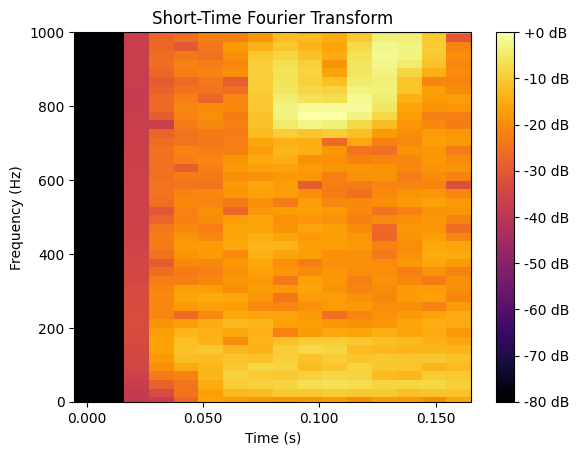 Short-Time Fourier Transform
1000
800
600
400
200
0
Frequency (Hz)
0.000
0.050
0.100
0.150
Time (s)
+0 dB
-10 dB
-20 dB
-30 dB
-40 dB
-50 dB
-60 dB
-70 dB
-80 dB